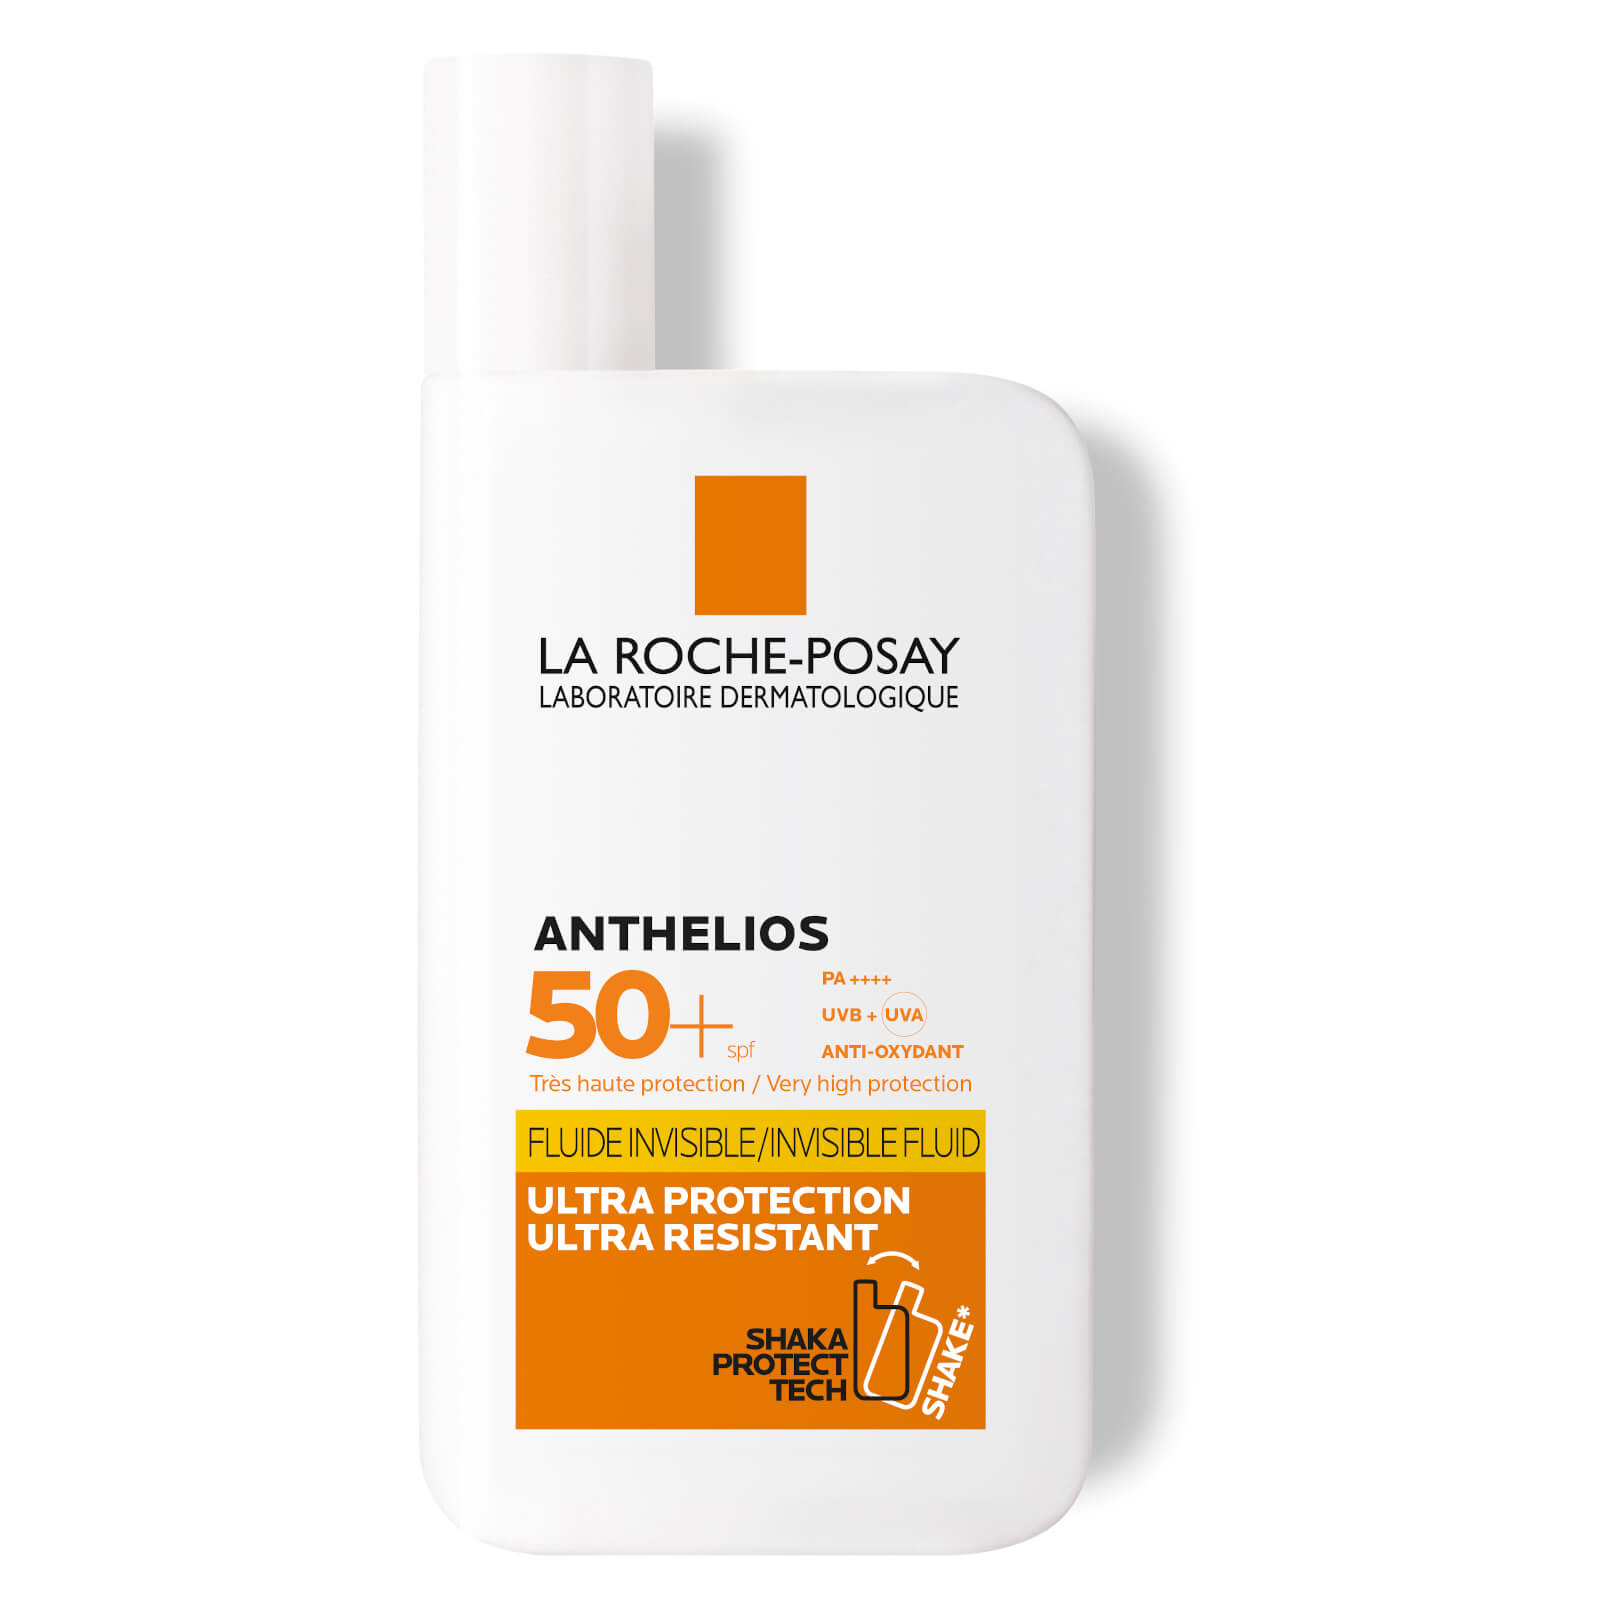 LA ROCHE-POSAY
LABORATOIRE DERMATOLOGIQUE
ANTHELIOS
50+ spf
PA ++++
UVB + UVA
ANTI-OXYDANT
Très haute protection / Very high protection
FLUIDE INVISIBLE/INVISIBLE FLUID
ULTRA PROTECTION
ULTRA RESISTANT
SHAKA
PROTECT
TECH
SHAKE*